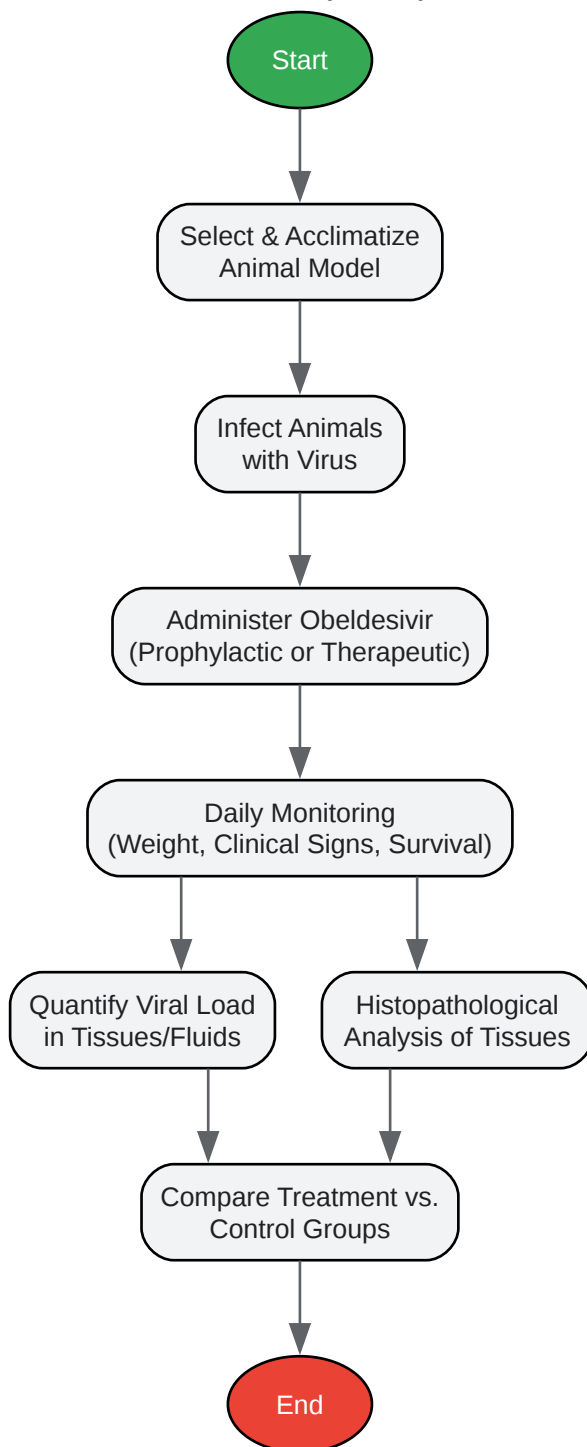 Start
Select & Acclimatize
Animal Model
Infect Animals
with Virus
Administer Obeldesivir
(Prophylactic or Therapeutic)
Daily Monitoring
(Weight, Clinical Signs, Survival)
Quantify Viral Load
in Tissues/Fluids
Histopathological
Analysis of Tissues
Compare Treatment vs.
Control Groups
End